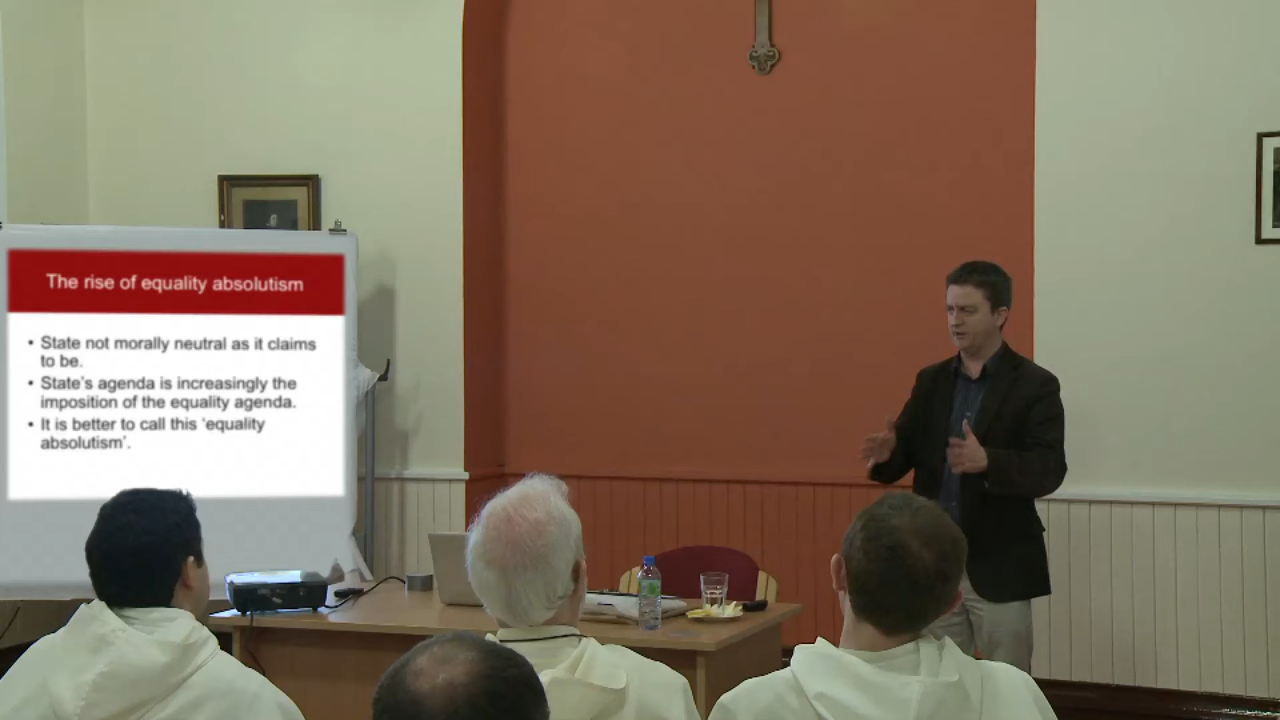 The rise of equality absolutism
• State not morally neutral as it claims
to be.
• State's agenda is increasingly the
imposition of the equality agenda.
• It is better to call this ‘equality
absolutism’.